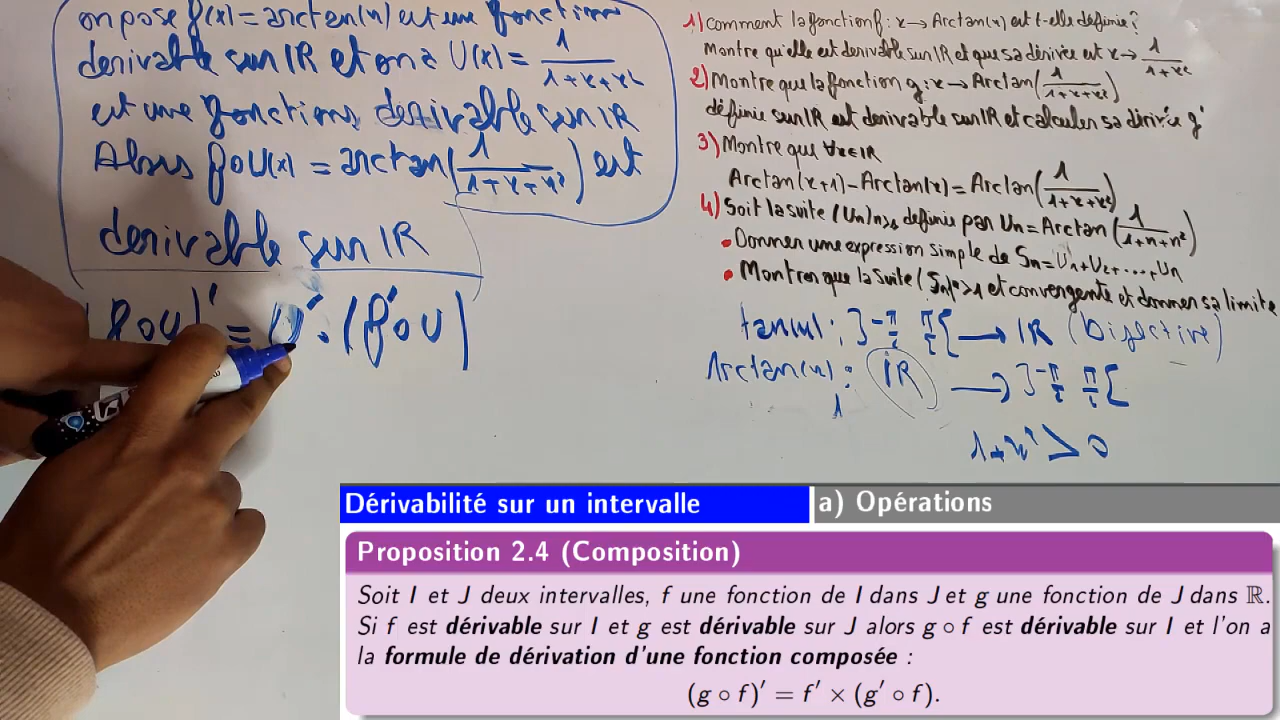 on pose f(x) = arctan(x) est une fonction
derivable sur IR et on a U(x) = 1/(1+x+x²)
est une fonctions derivable sur IR
Alors foU(x) = arctan(1/(1+x+x²)) est
derivable sur IR
(foU)' = U' . (f'oU)
1) Comment la fonction f: x → Arctan(x) est t-elle définie?
Montre qu'elle est derivable sur IR et que sa dérivée est x → 1/(1+x²)
2) Montre que la fonction g: x → Arctan(1/(1+x+x²))
définie sur IR est derivable sur IR et calculer sa dérivée g'
3) Montre que ∀x∈IR
Arctan(x+1) - Arctan(x) = Arctan(1/(1+x+x²))
4) Soit la suite (Un)n≥ définie par Un = Arctan(1/(1+n+n²))
• Donner une expression simple de Sn = U1+U2+...+Un
• Montrer que la suite (Sn)n≥1 et convergente et donner sa limite
tan(x) : ]-π/2 π/2[ → IR (Bijective)
Arctan(x) : IR → ]-π/2 π/2[
1
1+x² > 0
Dérivabilité sur un intervalle
a) Opérations
Proposition 2.4 (Composition)
Soit I et J deux intervalles, f une fonction de I dans J et g une fonction de J dans ℝ.
Si f est dérivable sur I et g est dérivable sur J alors g ∘ f est dérivable sur I et l'on a
la formule de dérivation d'une fonction composée :
(g ∘ f)′ = f′ × (g′ ∘ f).